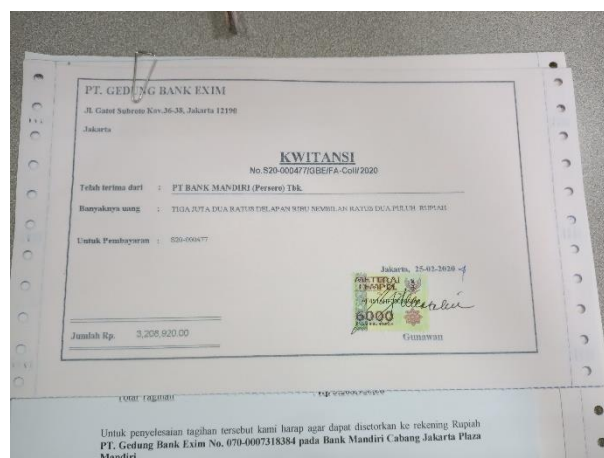 PT. GEDUNG BANK EXIM
Jl. Gatot Subroto Kav.36-38, Jakarta 12190
Jakarta
KWITANSI
No.S20-000477/GBE/FA-Coll/2020
Telah terima dari : PT BANK MANDIRI (Persero) Tbk.
Banyaknya uang : TIGA JUTA DUA RATUS DELAPAN RIBU SEMBILAN RATUS DUA PULUH RUPIAH
Untuk Pembayaran : S20-000477
Jakarta, 25-02-2020
METERAI
TEMPEL
6000
Jumlah Rp. 3,208,920.00
Gunawan
Total Tagihan
Untuk penyelesaian tagihan tersebut kami harap agar dapat disetorkan ke rekening Rupiah
PT. Gedung Bank Exim No. 070-0007318384 pada Bank Mandiri Cabang Jakarta Plaza
Mandiri